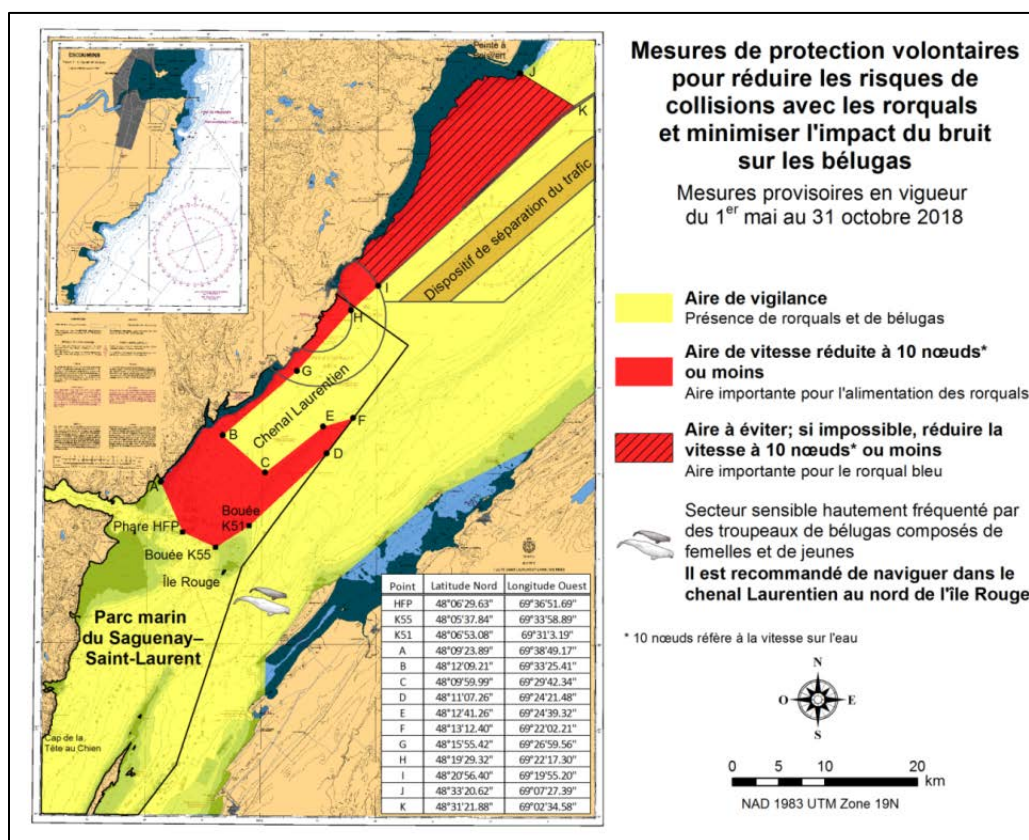 Mesures de protection volontaires
pour réduire les risques de
collisions avec les rorquals
et minimiser l'impact du bruit
sur les bélugas
Mesures provisoires en vigueur
du 1er mai au 31 octobre 2018
Aire de vigilance
Présence de rorquals et de bélugas
Aire de vitesse réduite à 10 nœuds*
ou moins
Aire importante pour l'alimentation des rorquals
Aire à éviter; si impossible, réduire la
vitesse à 10 nœuds* ou moins
Aire importante pour le rorqual bleu
Secteur sensible hautement fréquenté par
des troupeaux de bélugas composés de
femelles et de jeunes
Il est recommandé de naviguer dans le
chenal Laurentien au nord de l'île Rouge
* 10 nœuds réfère à la vitesse sur l'eau
N
O
E
S
0 5 10 20
km
NAD 1983 UTM Zone 19N
ESCOUMINS
Pointe à
J
K
Dispositif de séparation du trafic
I
H
G
Chenal Laurentien
F
E
B
D
C
A
Bouée
K51
Phare HFP
Bouée K55
Île Rouge
Parc marin
du Saguenay–
Saint-Laurent
Cap de la
Tête au Chien
Point Latitude Nord Longitude Ouest
HFP 48°06'29.63" 69°36'51.69"
K55 48°05'37.84" 69°33'58.89"
K51 48°06'53.08" 69°31'3.19"
A 48°09'23.89" 69°38'49.17"
B 48°12'09.21" 69°33'25.41"
C 48°09'59.99" 69°29'42.34"
D 48°11'07.26" 69°24'21.48"
E 48°12'41.26" 69°24'39.32"
F 48°13'12.40" 69°22'02.21"
G 48°15'55.42" 69°26'59.56"
H 48°19'29.32" 69°22'17.30"
I 48°20'56.40" 69°19'55.20"
J 48°33'20.62" 69°07'27.39"
K 48°31'21.88" 69°02'34.58"